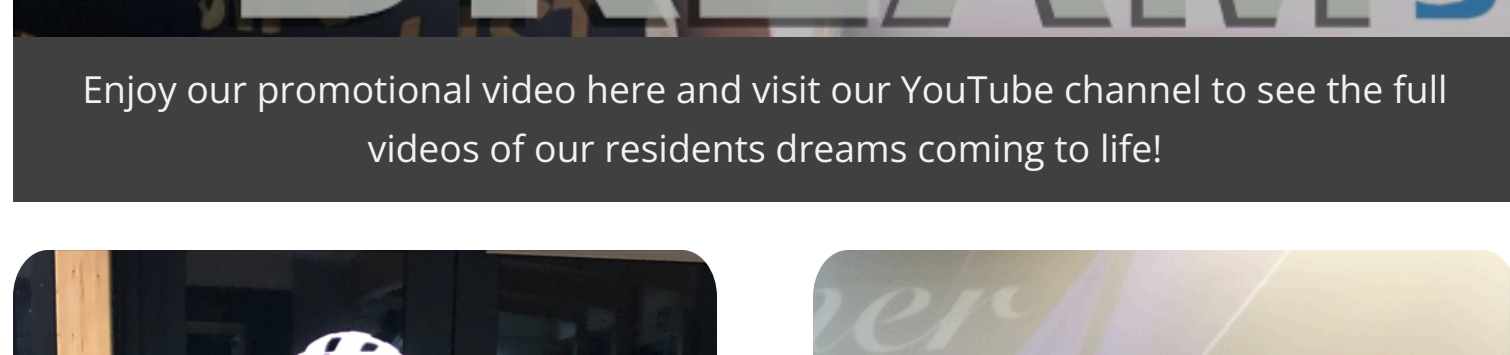 Enjoy our promotional video here and visit our YouTube channel to see the full
videos of our residents dreams coming to life!